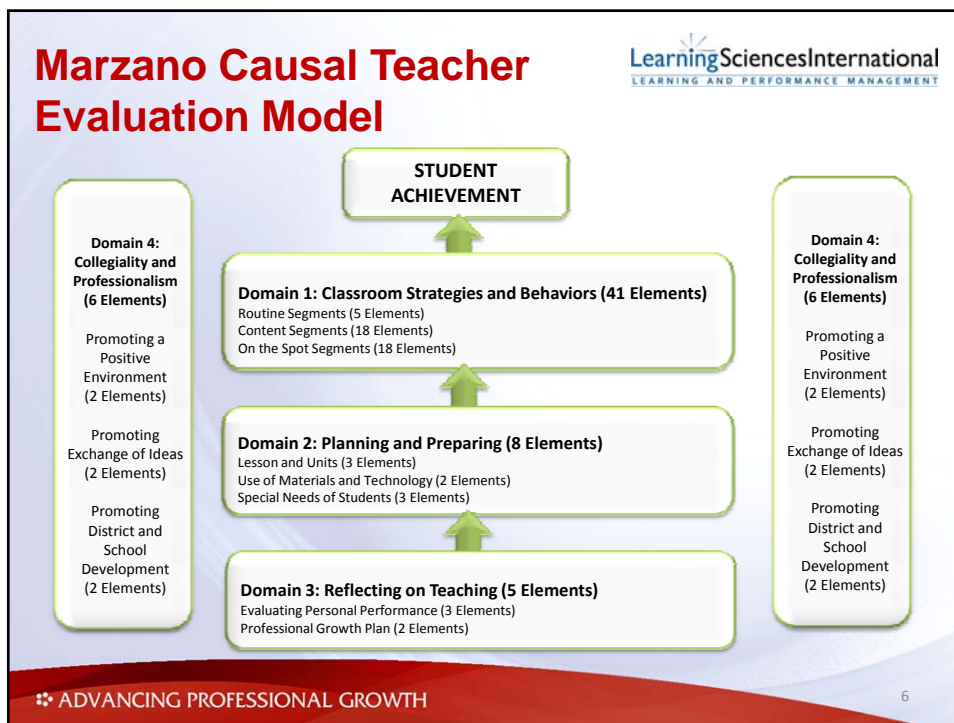 Marzano Causal Teacher
Evaluation Model
LearningSciencesInternational
LEARNING AND PERFORMANCE MANAGEMENT
STUDENT
ACHIEVEMENT
Domain 4:
Collegiality and
Professionalism
(6 Elements)
Promoting a
Positive
Environment
(2 Elements)
Promoting
Exchange of Ideas
(2 Elements)
Promoting
District and
School
Development
(2 Elements)
Domain 1: Classroom Strategies and Behaviors (41 Elements)
Routine Segments (5 Elements)
Content Segments (18 Elements)
On the Spot Segments (18 Elements)
Domain 2: Planning and Preparing (8 Elements)
Lesson and Units (3 Elements)
Use of Materials and Technology (2 Elements)
Special Needs of Students (3 Elements)
Domain 3: Reflecting on Teaching (5 Elements)
Evaluating Personal Performance (3 Elements)
Professional Growth Plan (2 Elements)
Domain 4:
Collegiality and
Professionalism
(6 Elements)
Promoting a
Positive
Environment
(2 Elements)
Promoting
Exchange of Ideas
(2 Elements)
Promoting
District and
School
Development
(2 Elements)
ADVANCING PROFESSIONAL GROWTH
6